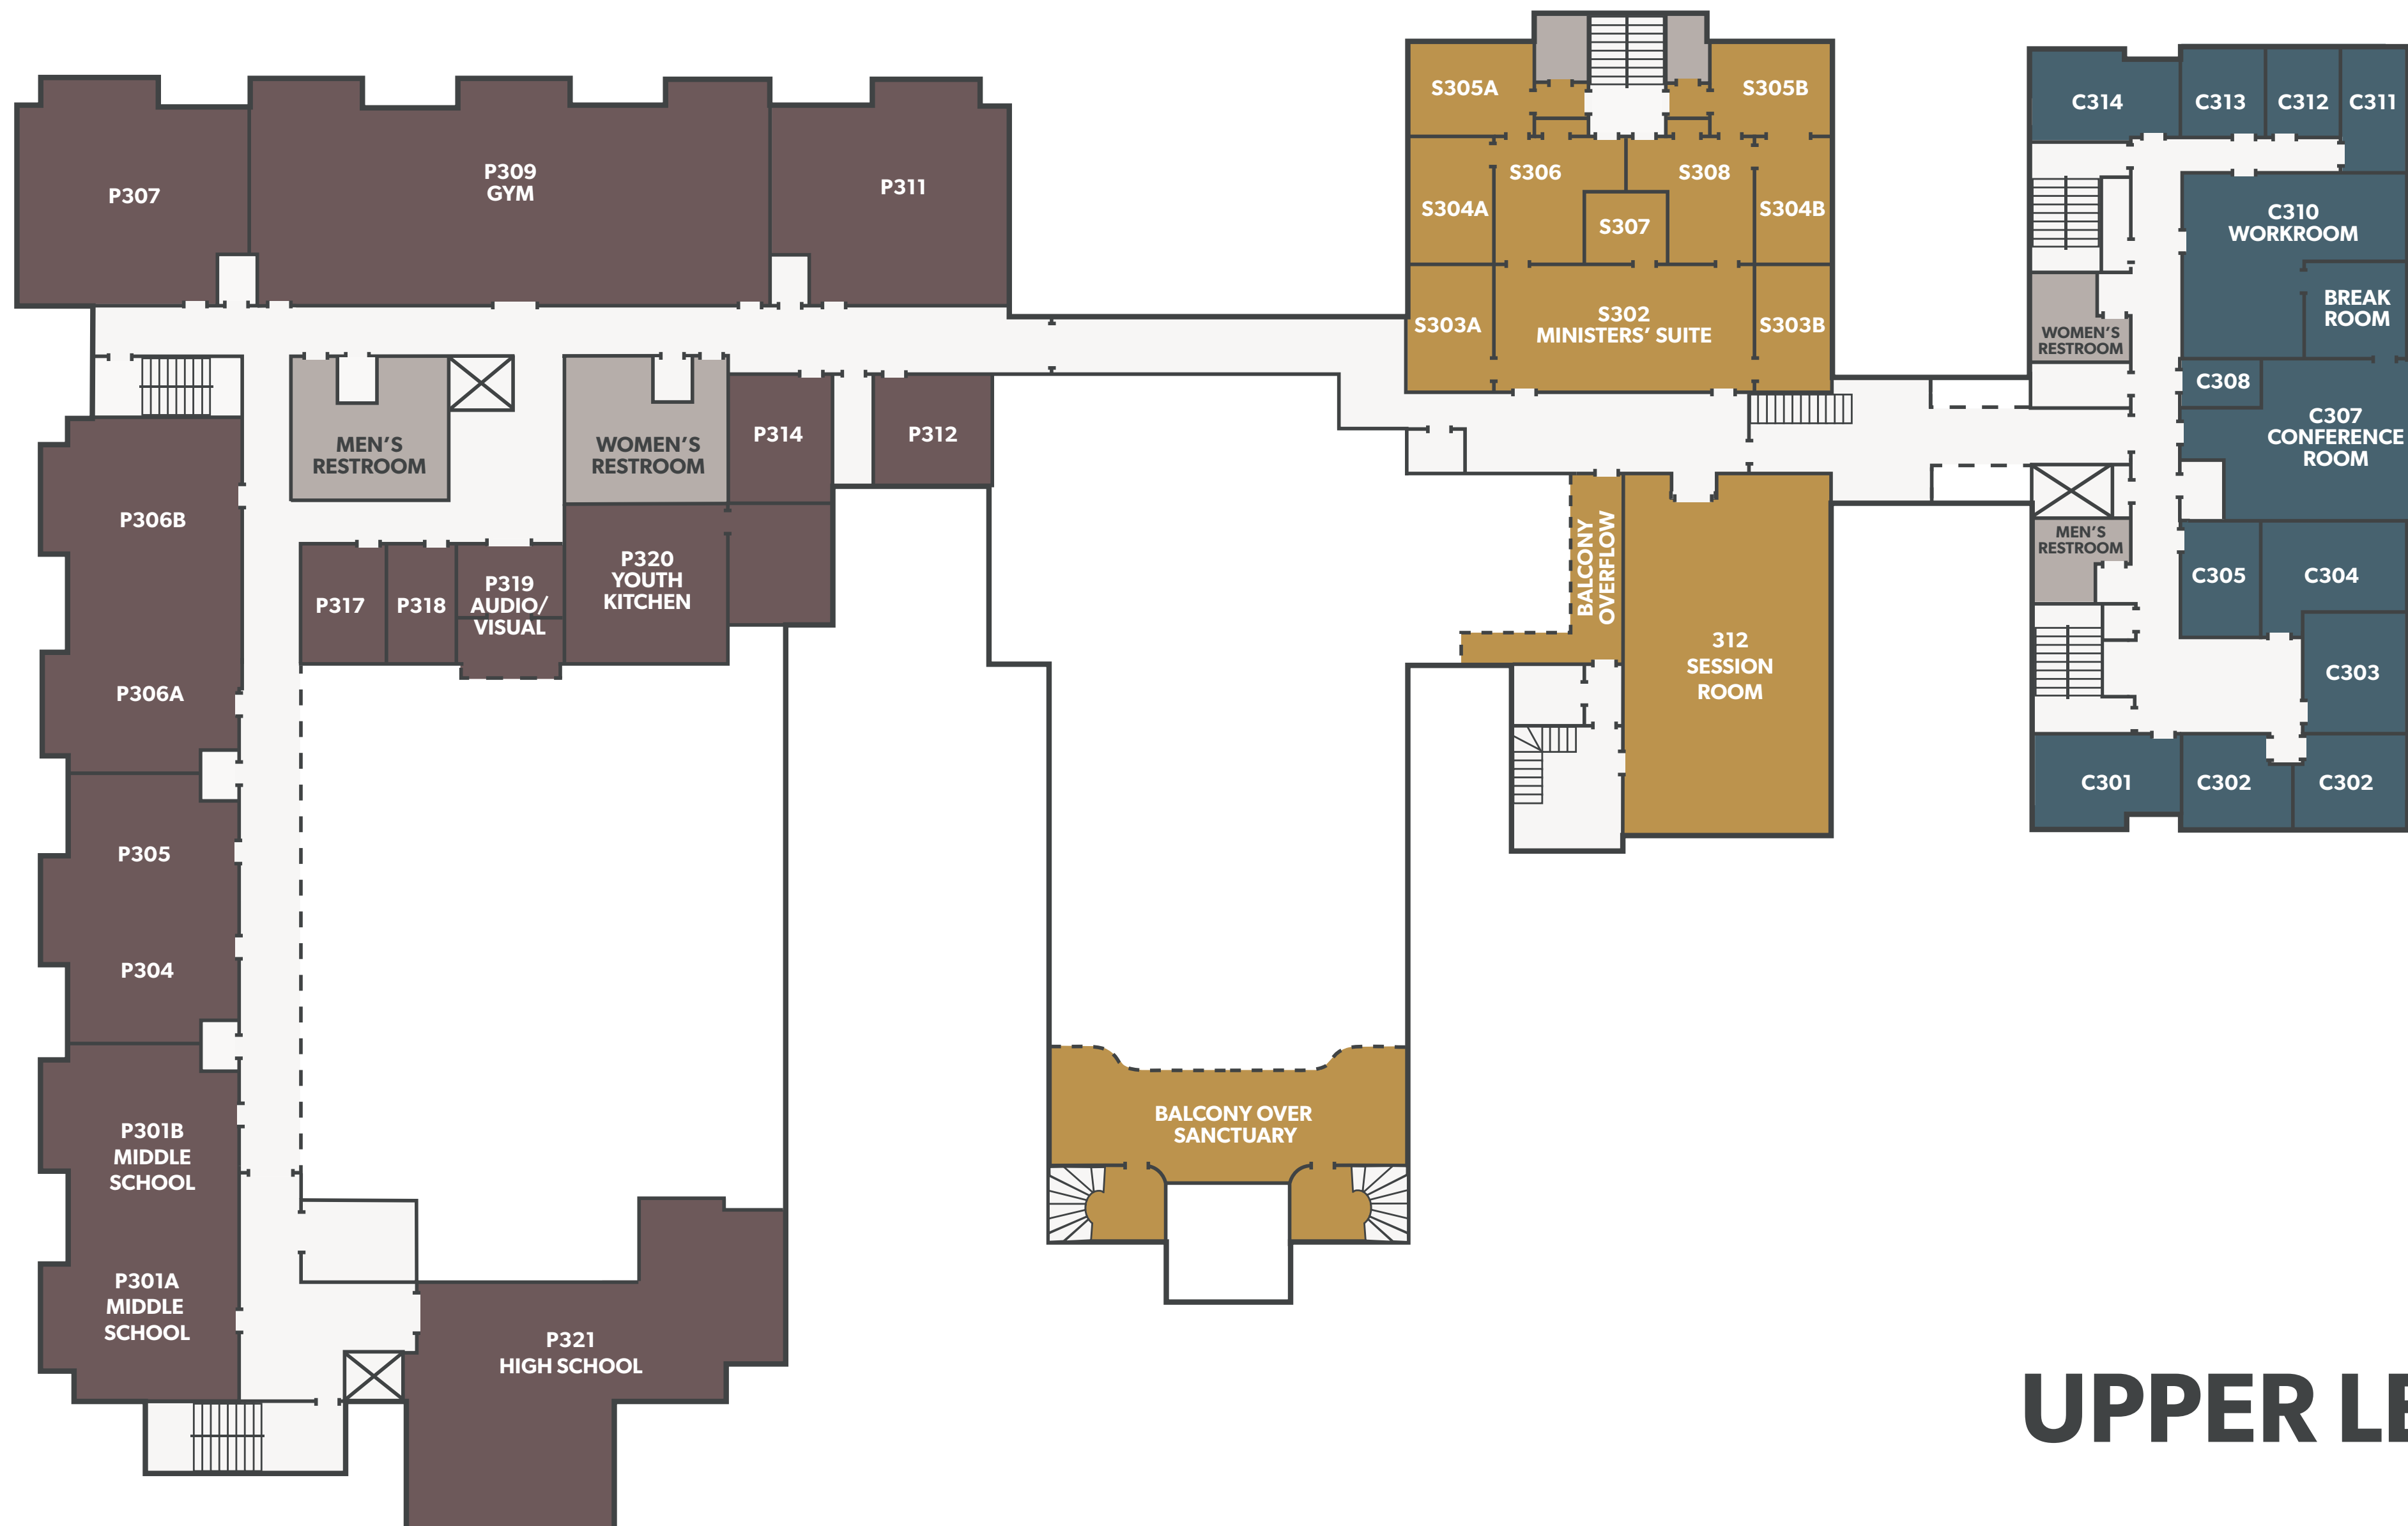 P307
P309
GYM
P311
MEN'S
RESTROOM
WOMEN'S
RESTROOM
P314
P312
P306B
P306A
P317
P318
P319
AUDIO/
VISUAL
P320
YOUTH
KITCHEN
P305
P304
P301B
MIDDLE
SCHOOL
P301A
MIDDLE
SCHOOL
P321
HIGH SCHOOL
S305A
S305B
S306
S308
S304A
S307
S304B
S303A
S302
MINISTERS' SUITE
S303B
BALCONY
OVERFLOW
312
SESSION
ROOM
BALCONY OVER
SANCTUARY
C314
C313
C312
C311
C310
WORKROOM
BREAK
ROOM
WOMEN'S
RESTROOM
C308
C307
CONFERENCE
ROOM
MEN'S
RESTROOM
C305
C304
C303
C301
C302
C302
UPPER LE